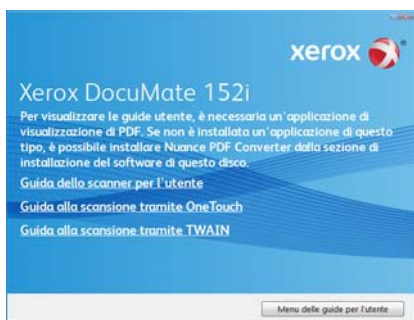 xerox
Xerox DocuMate 152i
Per visualizzare le guide utente, è necessaria un'applicazione di
visualizzazione di PDF. Se non è installata un'applicazione di questo
tipo, è possibile installare Nuance PDF Converter dalla sezione di
installazione del software di questo disco.
Guida dello scanner per l'utente
Guida alla scansione tramite OneTouch
Guida alla scansione tramite TWAIN
Menu delle guide per l'utente